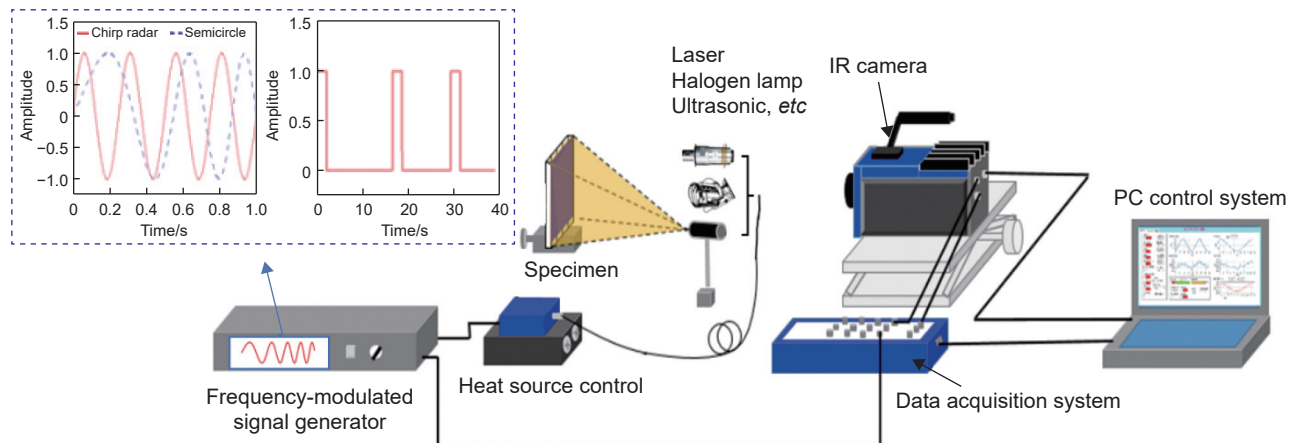 1.5
1.0
0.5
0
−0.5
−1.0
Amplitude
Chirp radar
Semicircle
0 0.2 0.4 0.6 0.8 1.0
Time/s
1.5
1.0
0.5
0
Amplitude
0 10 20 30 40
Time/s
Laser
Halogen lamp
Ultrasonic, etc
IR camera
PC control system
Specimen
Heat source control
Frequency-modulated
signal generator
Data acquisition system